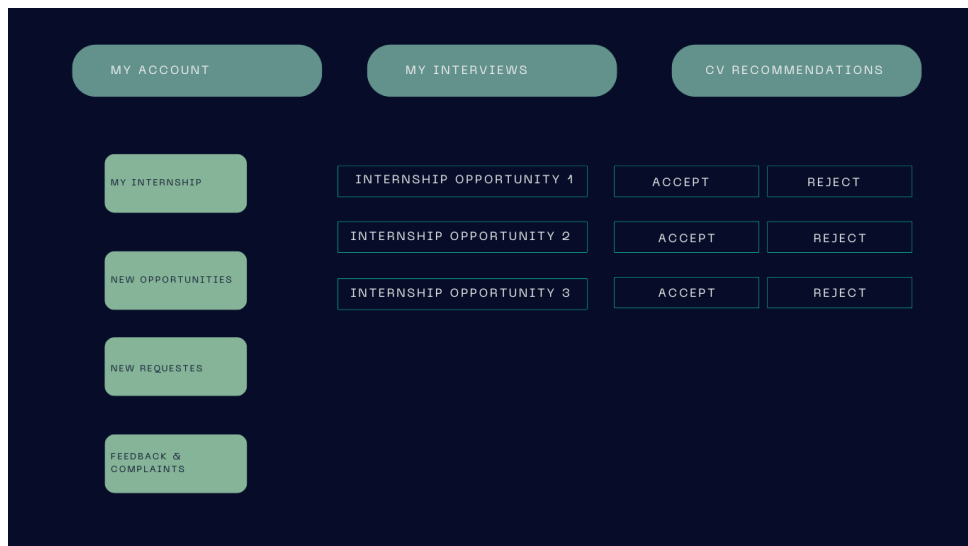 MY ACCOUNT
MY INTERVIEWS
CV RECOMMENDATIONS
MY INTERNSHIP
NEW OPPORTUNITIES
NEW REQUESTES
FEEDBACK &
COMPLAINTS
INTERNSHIP OPPORTUNITY 1
ACCEPT
REJECT
INTERNSHIP OPPORTUNITY 2
ACCEPT
REJECT
INTERNSHIP OPPORTUNITY 3
ACCEPT
REJECT